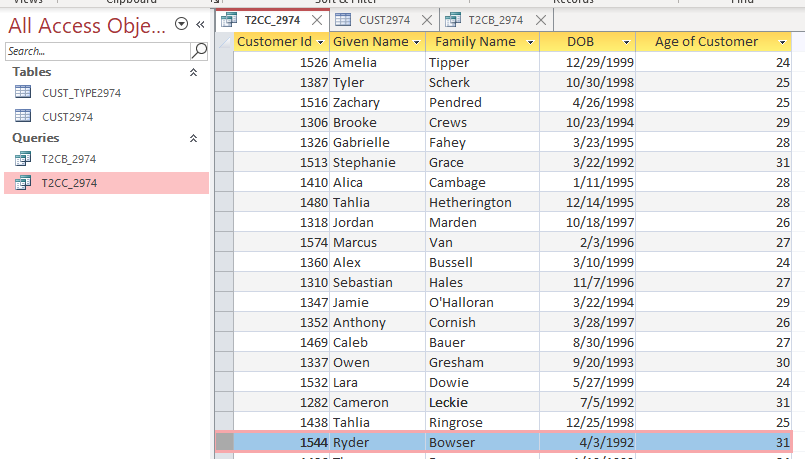 Views Clipboard Sort & Filter Records Find
All Access Obje...
Search...
Tables
CUST_TYPE2974
CUST2974
Queries
T2CB_2974
T2CC_2974
T2CC_2974 CUST2974 T2CB_2974
Customer Id Given Name Family Name DOB Age of Customer
1526 Amelia Tipper 12/29/1999 24
1387 Tyler Scherk 10/30/1998 25
1516 Zachary Pendred 4/26/1998 25
1306 Brooke Crews 10/23/1994 29
1326 Gabrielle Fahey 3/23/1995 28
1513 Stephanie Grace 3/22/1992 31
1410 Alica Cambage 1/11/1995 28
1480 Tahlia Hetherington 12/14/1995 28
1318 Jordan Marden 10/18/1997 26
1574 Marcus Van 2/3/1996 27
1360 Alex Bussell 3/10/1999 24
1310 Sebastian Hales 11/7/1996 27
1347 Jamie O'Halloran 3/22/1994 29
1352 Anthony Cornish 3/28/1997 26
1469 Caleb Bauer 8/30/1996 27
1337 Owen Gresham 9/20/1993 30
1532 Lara Dowie 5/27/1999 24
1282 Cameron Leckie 7/5/1992 31
1438 Tahlia Ringrose 12/25/1998 25
1544 Ryder Bowser 4/3/1992 31